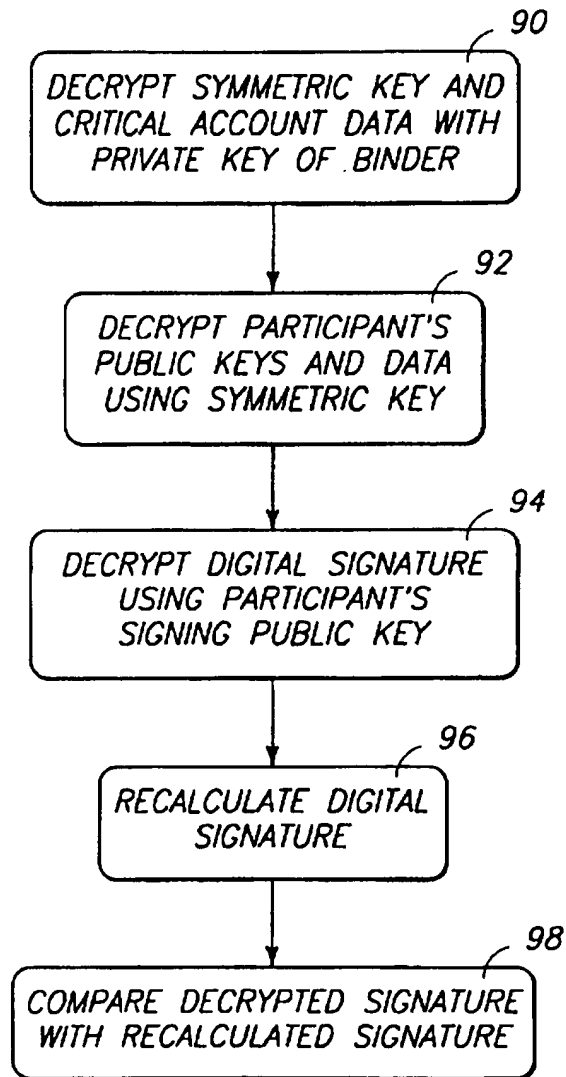 90
DECRYPT SYMMETRIC KEY AND
CRITICAL ACCOUNT DATA WITH
PRIVATE KEY OF BINDER
92
DECRYPT PARTICIPANT'S
PUBLIC KEYS AND DATA
USING SYMMETRIC KEY
94
DECRYPT DIGITAL SIGNATURE
USING PARTICIPANT'S
SIGNING PUBLIC KEY
96
RECALCULATE DIGITAL
SIGNATURE
98
COMPARE DECRYPTED SIGNATURE
WITH RECALCULATED SIGNATURE